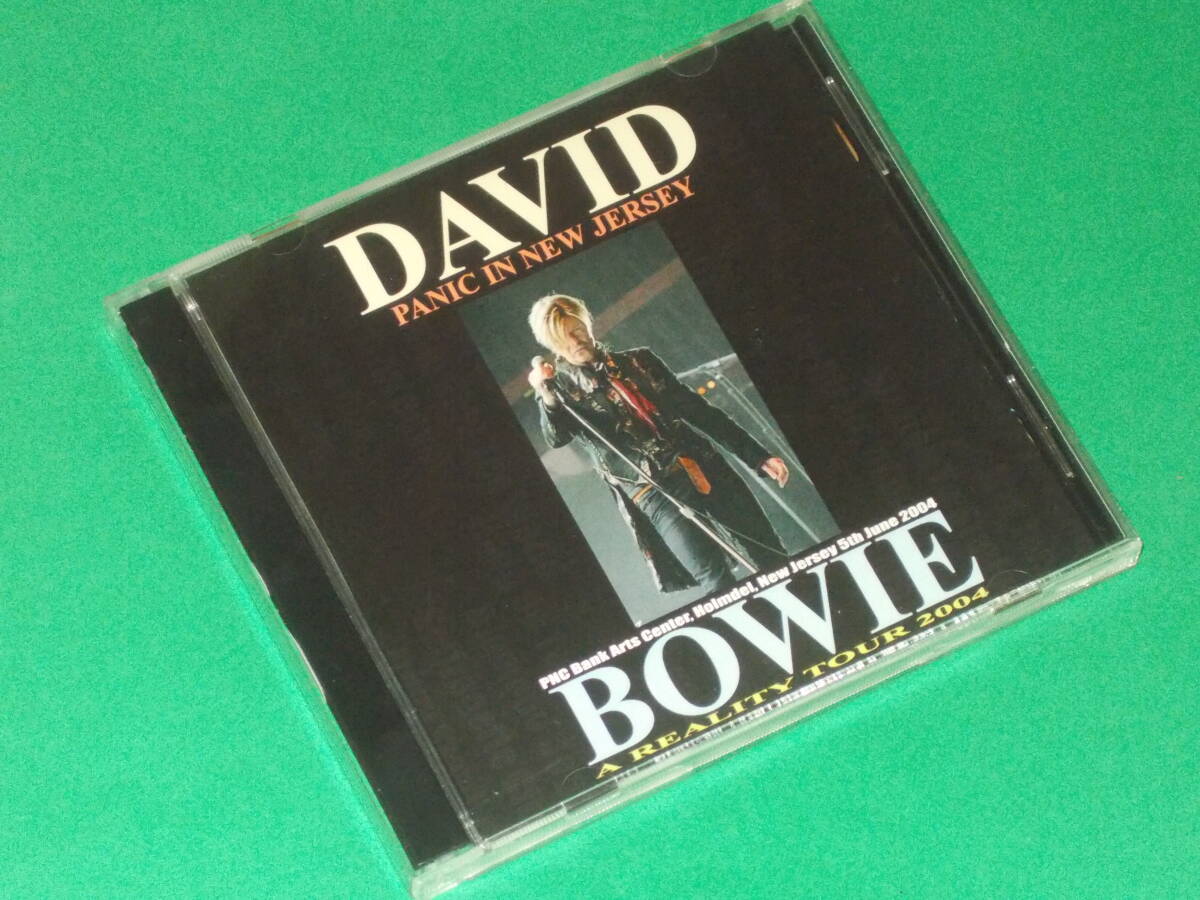 DAVID
PANIC IN NEW JERSEY
PNC Bank Arts Center, Holmdel, New Jersey 5th June 2004
BOWIE
A REALITY TOUR 2004